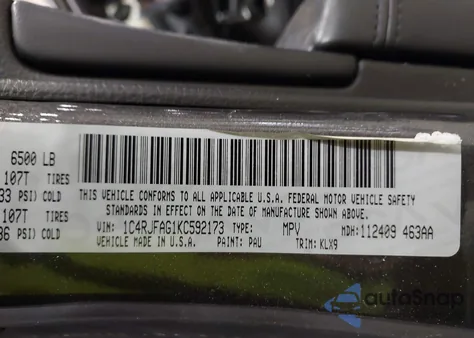 6500 LB
107T TIRES
33 PSI) COLD
107T TIRES
36 PSI) COLD
THIS VEHICLE CONFORMS TO ALL APPLICABLE U.S.A. FEDERAL MOTOR VEHICLE SAFETY
STANDARDS IN EFFECT ON THE DATE OF MANUFACTURE SHOWN ABOVE.
VIN: 1C4RJFAG1KC592173 TYPE: MPV MDH:112409 463AA
VEHICLE MADE IN U.S.A. PAINT: PAU TRIM: KLX9
autoSnap